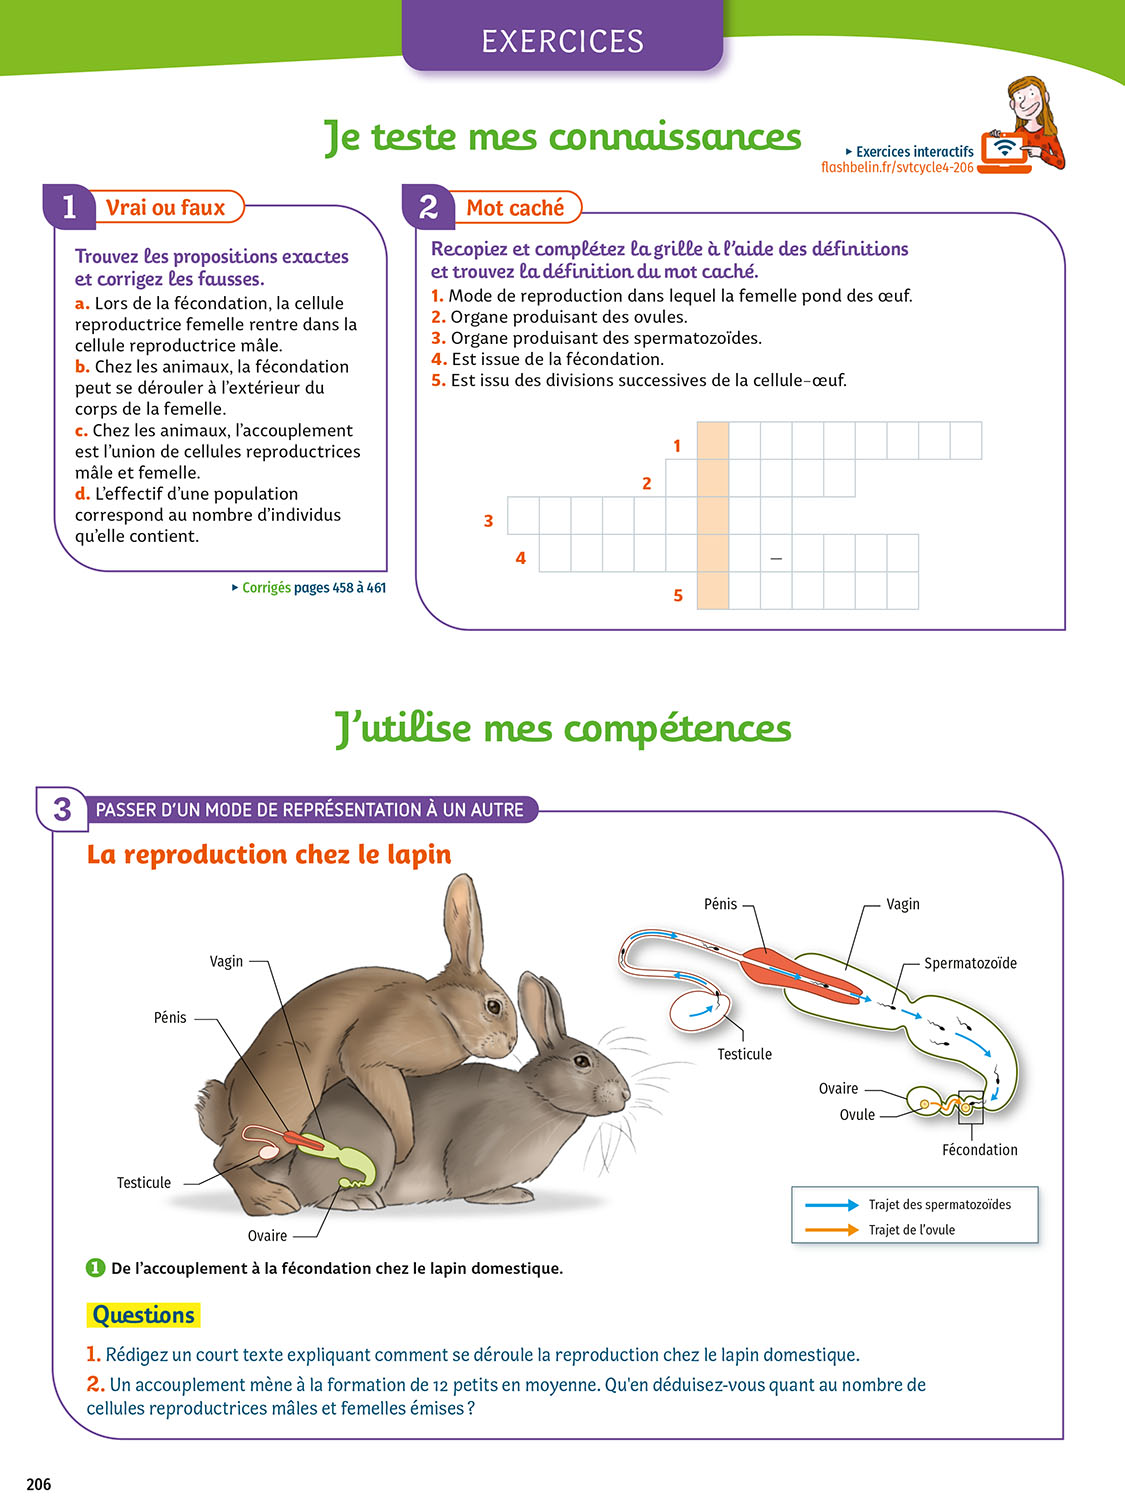 EXERCICES
Je teste mes connaissances
Exercices interactifs
flashbelin.fr/svtcycle4-206
1 Vrai ou faux
Trouvez les propositions exactes
et corrigez les fausses.
a. Lors de la fécondation, la cellule
reproductrice femelle rentre dans la
cellule reproductrice mâle.
b. Chez les animaux, la fécondation
peut se dérouler à l'extérieur du
corps de la femelle.
c. Chez les animaux, l'accouplement
est l'union de cellules reproductrices
mâle et femelle.
d. L'effectif d'une population
correspond au nombre d'individus
qu'elle contient.
Corrigés pages 458 à 461
2 Mot caché
Recopiez et complétez la grille à l'aide des définitions
et trouvez la définition du mot caché.
1. Mode de reproduction dans lequel la femelle pond des œuf.
2. Organe produisant des ovules.
3. Organe produisant des spermatozoïdes.
4. Est issue de la fécondation.
5. Est issu des divisions successives de la cellule-œuf.
1
2
3
4 –
5
J'utilise mes compétences
3 PASSER D'UN MODE DE REPRÉSENTATION À UN AUTRE
La reproduction chez le lapin
Vagin
Pénis
Testicule
Ovaire
Pénis
Vagin
Spermatozoïde
Testicule
Ovaire
Ovule
Fécondation
Trajet des spermatozoïdes
Trajet de l'ovule
1 De l'accouplement à la fécondation chez le lapin domestique.
Questions
1. Rédigez un court texte expliquant comment se déroule la reproduction chez le lapin domestique.
2. Un accouplement mène à la formation de 12 petits en moyenne. Qu'en déduisez-vous quant au nombre de
cellules reproductrices mâles et femelles émises ?
206